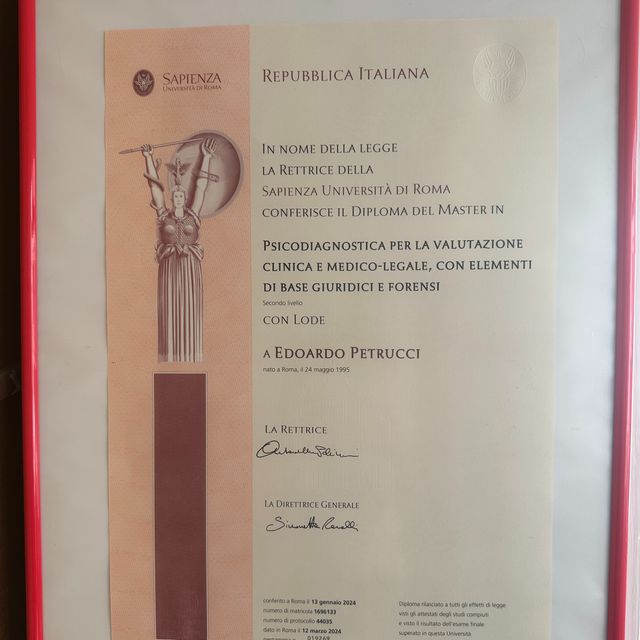 SAPIENZA
UNIVERSITÀ DI ROMA
REPUBBLICA ITALIANA
IN NOME DELLA LEGGE
LA RETTRICE DELLA
SAPIENZA UNIVERSITÀ DI ROMA
CONFERISCE IL DIPLOMA DEL MASTER IN
PSICODIAGNOSTICA PER LA VALUTAZIONE
CLINICA E MEDICO-LEGALE, CON ELEMENTI
DI BASE GIURIDICI E FORENSI
Secondo livello
CON LODE
A EDOARDO PETRUCCI
nato a Roma, il 24 maggio 1995
LA RETTRICE
LA DIRETTRICE GENERALE
conferito a Roma il 13 gennaio 2024
numero di matricola 1696133
numero di protocollo 44035
dato in Roma il 12 marzo 2024
019769
Diploma rilasciato a tutti gli effetti di legge
visti gli attestati degli studi compiuti
e visto il risultato dell'esame finale
superato in questa Università